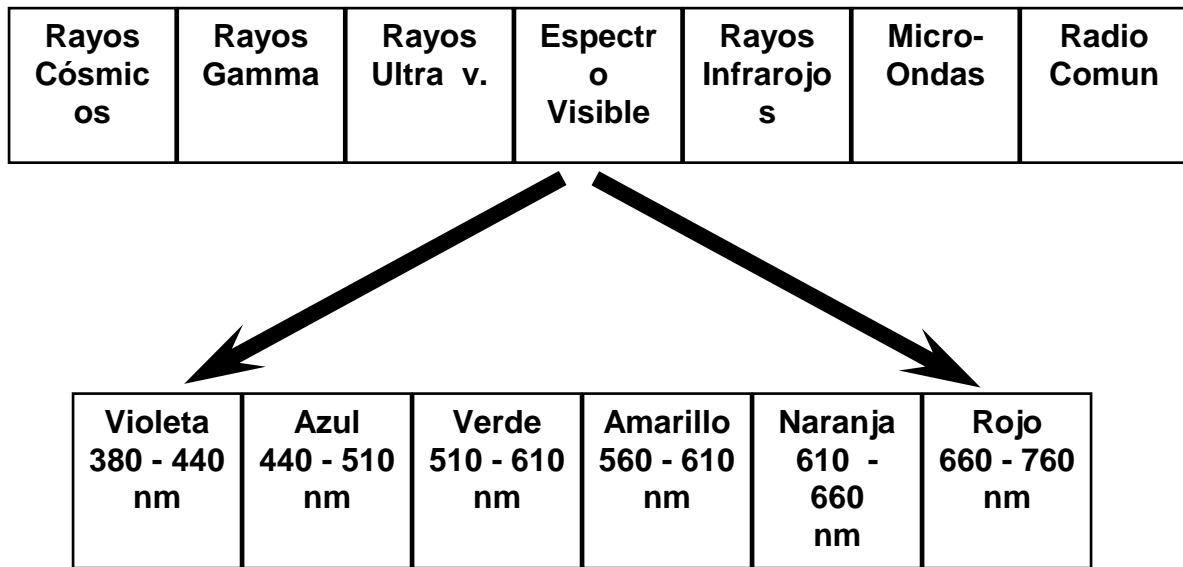 Rayos
Cósmic
os
Rayos
Gamma
Rayos
Ultra v.
Espectr
o
Visible
Rayos
Infrarojo
s
Micro-
Ondas
Radio
Comun
Violeta
380 - 440
nm
Azul
440 - 510
nm
Verde
510 - 610
nm
Amarillo
560 - 610
nm
Naranja
610 -
660
nm
Rojo
660 - 760
nm